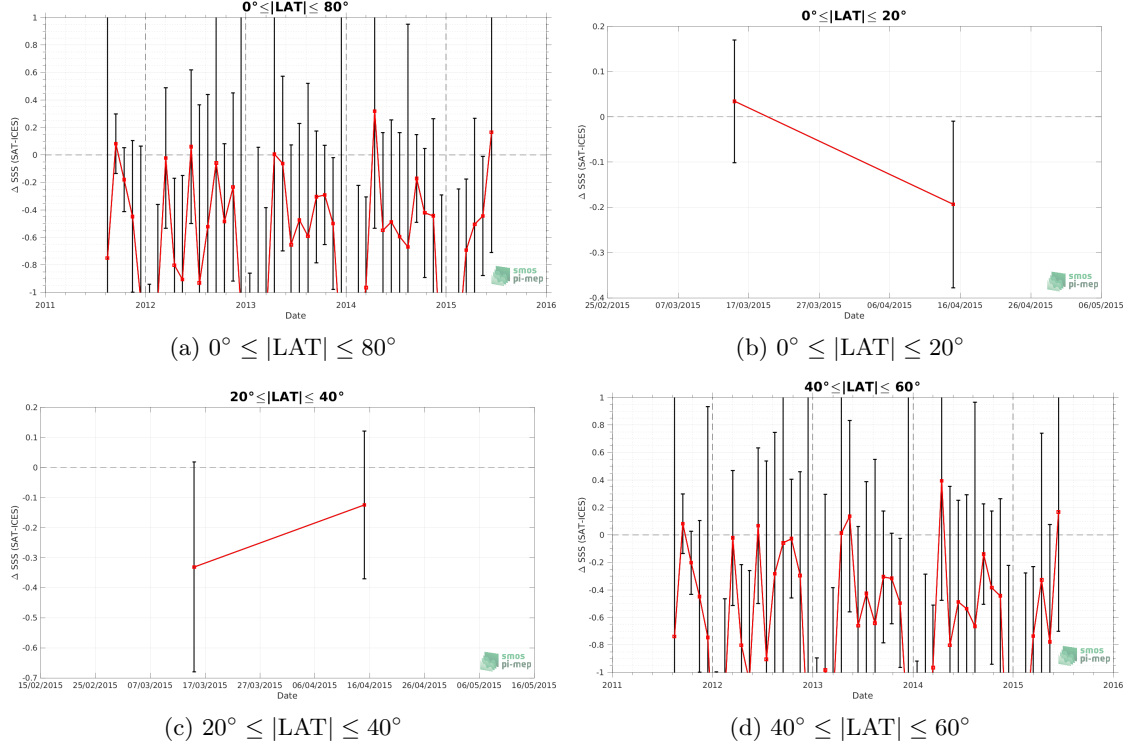 0°≤|LAT|≤ 80°
Δ SSS (SAT-ICES)
1
0.8
0.6
0.4
0.2
0
-0.2
-0.4
-0.6
-0.8
-1
2011 2012 2013 2014 2015 2016
Date
smos
pi-mep
(a) 0° ≤ |LAT| ≤ 80°
0°≤|LAT|≤ 20°
Δ SSS (SAT-ICES)
0.2
0.1
0
-0.1
-0.2
-0.3
-0.4
25/02/2015 07/03/2015 17/03/2015 27/03/2015 06/04/2015 16/04/2015 26/04/2015 06/05/2015
Date
smos
pi-mep
(b) 0° ≤ |LAT| ≤ 20°
20°≤|LAT|≤ 40°
Δ SSS (SAT-ICES)
0.2
0.1
0
-0.1
-0.2
-0.3
-0.4
-0.5
-0.6
-0.7
15/02/2015 25/02/2015 07/03/2015 17/03/2015 27/03/2015 06/04/2015 16/04/2015 26/04/2015 06/05/2015 16/05/2015
Date
smos
pi-mep
(c) 20° ≤ |LAT| ≤ 40°
40°≤|LAT|≤ 60°
Δ SSS (SAT-ICES)
1
0.8
0.6
0.4
0.2
0
-0.2
-0.4
-0.6
-0.8
-1
2011 2012 2013 2014 2015 2016
Date
smos
pi-mep
(d) 40° ≤ |LAT| ≤ 60°